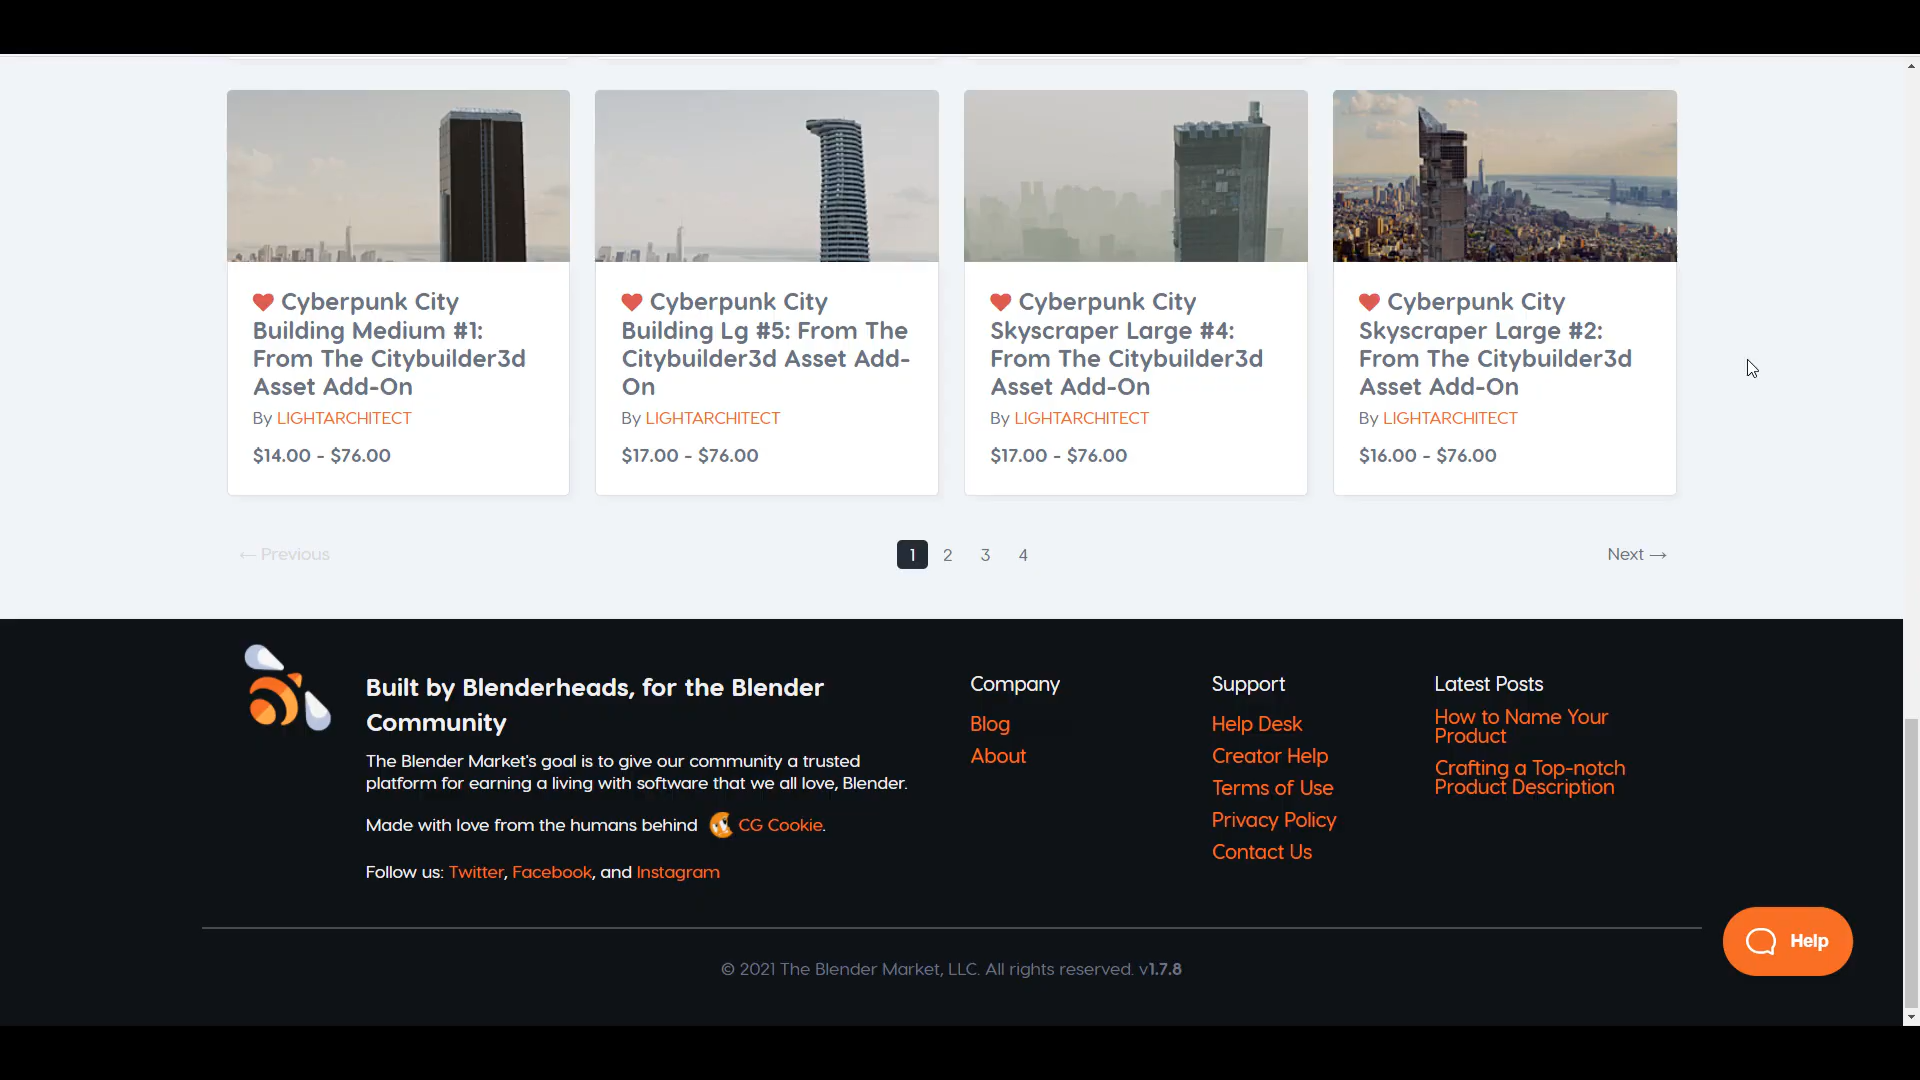 Cyberpunk City
Building Medium #1:
From The Citybuilder3d
Asset Add-On
By LIGHTARCHITECT
$14.00 - $76.00
Cyberpunk City
Building Lg #5: From The
Citybuilder3d Asset Add-
On
By LIGHTARCHITECT
$17.00 - $76.00
Cyberpunk City
Skyscraper Large #4:
From The Citybuilder3d
Asset Add-On
By LIGHTARCHITECT
$17.00 - $76.00
Cyberpunk City
Skyscraper Large #2:
From The Citybuilder3d
Asset Add-On
By LIGHTARCHITECT
$16.00 - $76.00
← Previous
1 2 3 4
Next →
Built by Blenderheads, for the Blender
Community
The Blender Market's goal is to give our community a trusted
platform for earning a living with software that we all love, Blender.
Made with love from the humans behind CG Cookie.
Follow us: Twitter, Facebook, and Instagram
Company
Blog
About
Support
Help Desk
Creator Help
Terms of Use
Privacy Policy
Contact Us
Latest Posts
How to Name Your
Product
Crafting a Top-notch
Product Description
Help
© 2021 The Blender Market, LLC. All rights reserved. v1.7.8